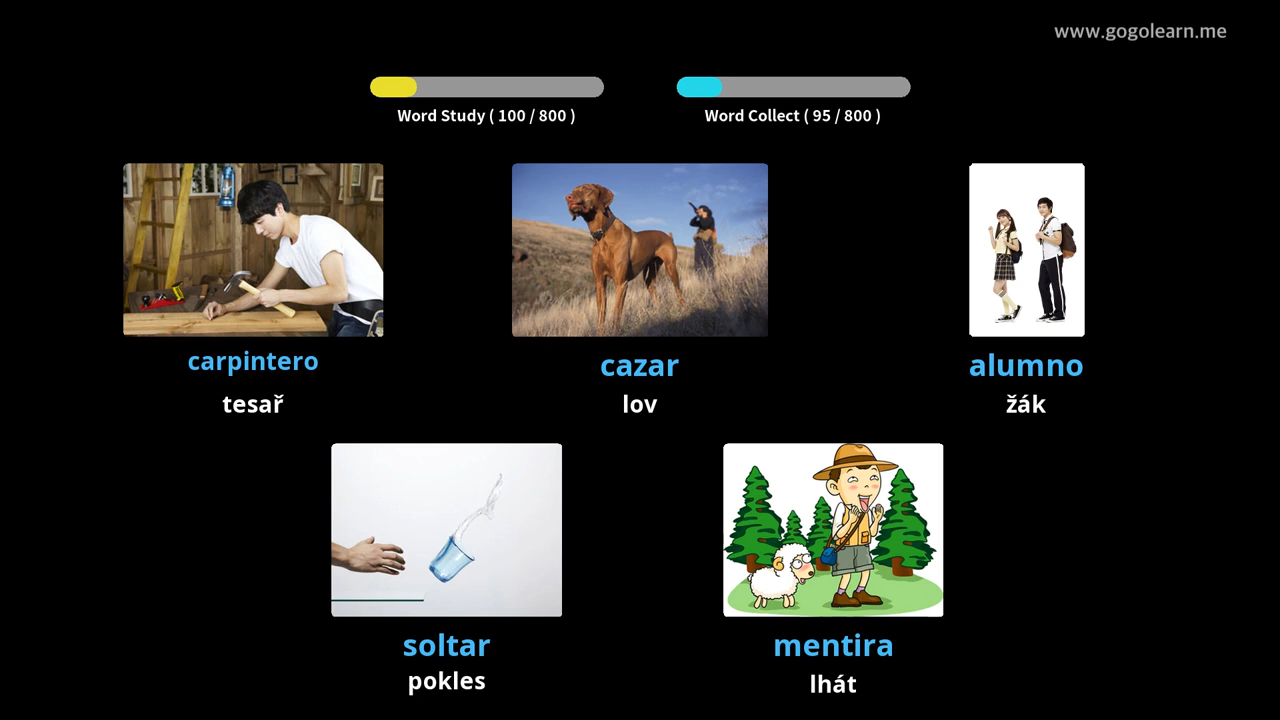 www.gogolearn.me
Word Study ( 100 / 800 )
Word Collect ( 95 / 800 )
carpintero
tesař
cazar
lov
alumno
žák
soltar
pokles
mentira
lhát